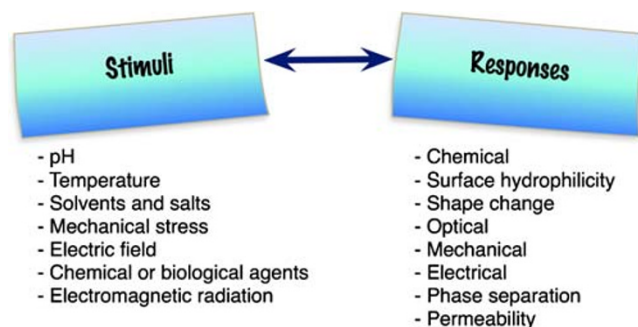 Stimuli
- pH
- Temperature
- Solvents and salts
- Mechanical stress
- Electric field
- Chemical or biological agents
- Electromagnetic radiation
Responses
- Chemical
- Surface hydrophilicity
- Shape change
- Optical
- Mechanical
- Electrical
- Phase separation
- Permeability